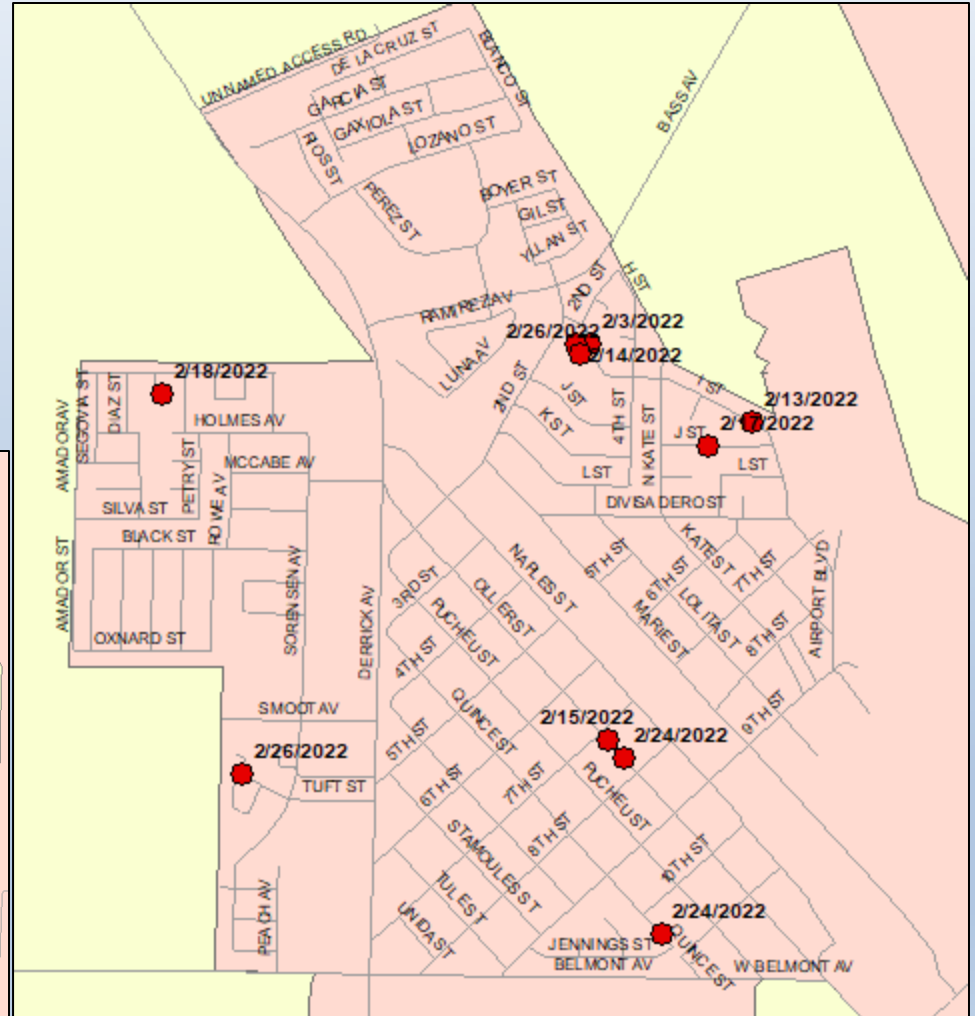 UNNAMED ACCESS RD
DE LA CRUZ ST
BLANCO ST
GARCIA ST
GAXIOLA ST
LOZANO ST
RIOS ST
BASS AV
PEREZ ST
BOYER ST
GIL ST
YLLAN ST
2ND ST
H ST
RAMIREZ AV
2/3/2022
2/26/2022
2/14/2022
LUNA AV
2ND ST
2/18/2022
SEGOVIA ST
DIAZ ST
J ST
I ST
2/13/2022
AMADOR AV
HOLMES AV
K ST
4TH ST
N KATE ST
2/17/2022
J ST
PETRY ST
MCCABE AV
L ST
L ST
ROWE AV
SILVA ST
DIVISADERO ST
BLACK ST
AMADOR ST
SORENSEN AV
NAPLES ST
5TH ST
KATE ST
7TH ST
AIRPORT BLVD
3RD ST
OLLER ST
6TH ST
LOLITA ST
PUCHEU ST
MARIE ST
8TH ST
OXNARD ST
DERRICK AV
4TH ST
SMOOT AV
QUINCE ST
2/15/2022
9TH ST
2/26/2022
5TH ST
2/24/2022
TUFT ST
6TH ST
7TH ST
PUCHEU ST
STAMOULES ST
8TH ST
10TH ST
PEACH AV
TULE ST
UNIDA ST
2/24/2022
JENNINGS ST
QUINCE ST
BELMONT AV
W BELMONT AV